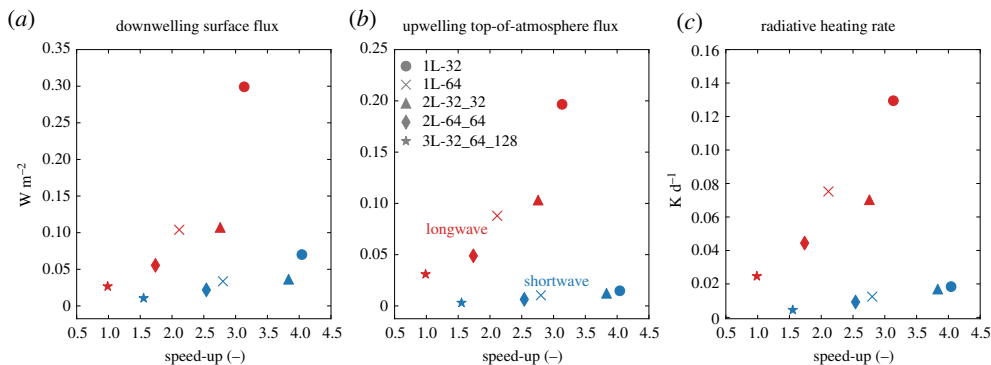 (a)
downwelling surface flux
0.35
0.30
0.25
0.20
0.15
0.10
0.05
0
W m−2
0.5 1.0 1.5 2.0 2.5 3.0 3.5 4.0 4.5
speed-up (–)
(b)
upwelling top-of-atmosphere flux
0.25
0.20
0.15
0.10
0.05
0
1L-32
1L-64
2L-32_32
2L-64_64
3L-32_64_128
longwave
shortwave
0.5 1.0 1.5 2.0 2.5 3.0 3.5 4.0 4.5
speed-up (–)
(c)
radiative heating rate
0.16
0.14
0.12
0.10
0.08
0.06
0.04
0.02
0
K d−1
0.5 1.0 1.5 2.0 2.5 3.0 3.5 4.0 4.5
speed-up (–)